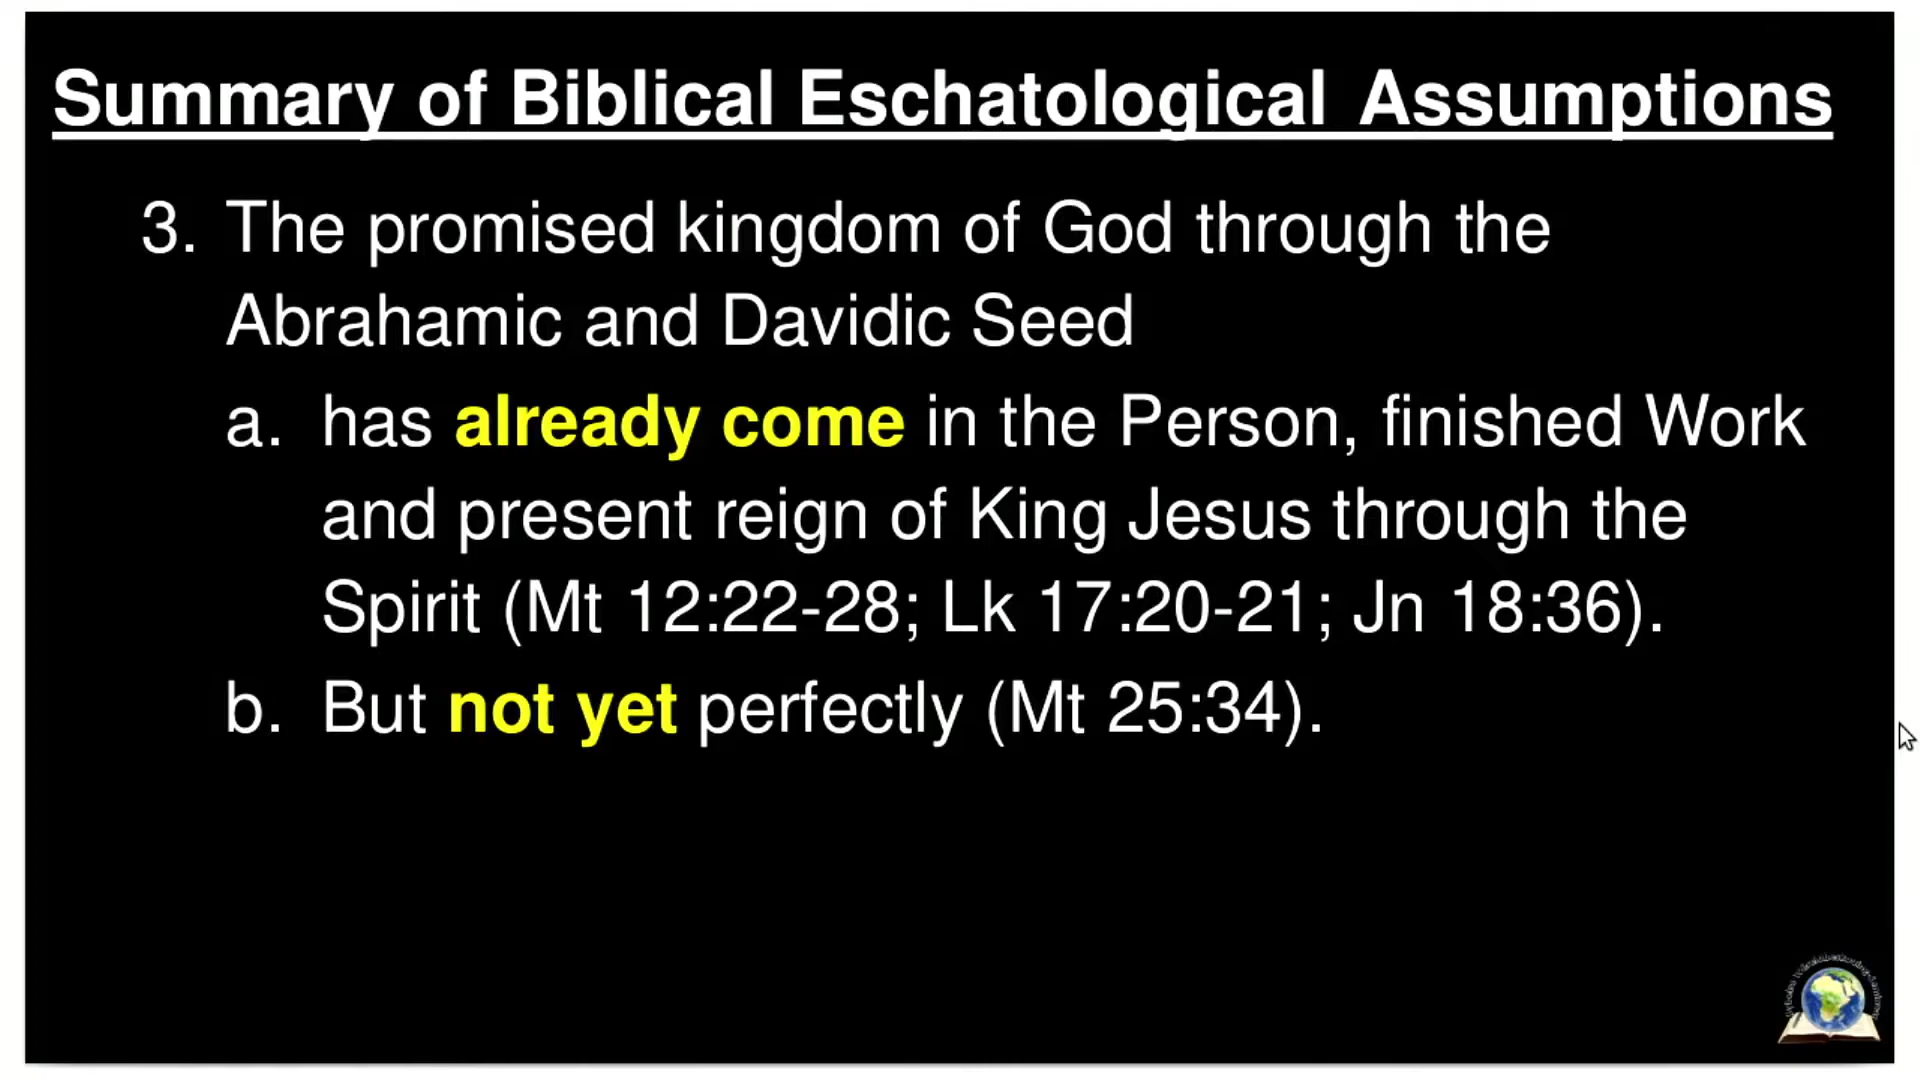 Summary of Biblical Eschatological Assumptions
3. The promised kingdom of God through the
Abrahamic and Davidic Seed
a. has already come in the Person, finished Work
and present reign of King Jesus through the
Spirit (Mt 12:22-28; Lk 17:20-21; Jn 18:36).
b. But not yet perfectly (Mt 25:34).